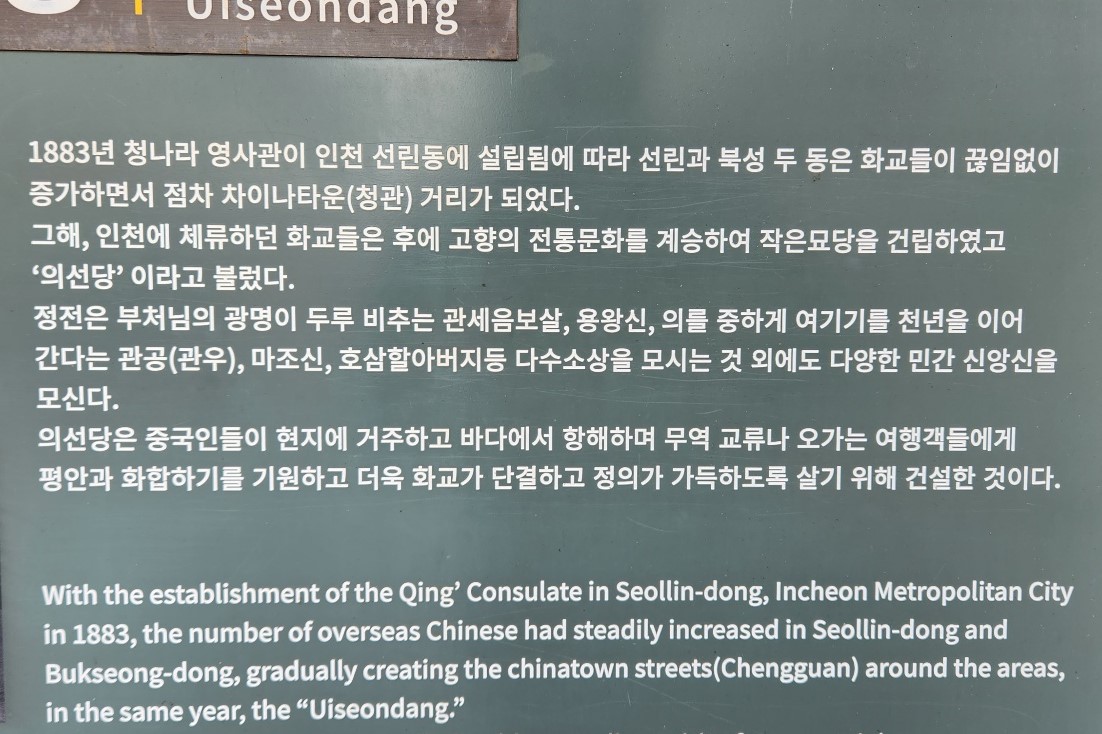 Uiseondang
1883년 청나라 영사관이 인천 선린동에 설립됨에 따라 선린과 북성 두 동은 화교들이 끊임없이
증가하면서 점차 차이나타운(청관) 거리가 되었다.
그해, 인천에 체류하던 화교들은 후에 고향의 전통문화를 계승하여 작은묘당을 건립하였고
‘의선당’ 이라고 불렀다.
정전은 부처님의 광명이 두루 비추는 관세음보살, 용왕신, 의를 중하게 여기기를 천년을 이어
간다는 관공(관우), 마조신, 호삼할아버지등 다수소상을 모시는 것 외에도 다양한 민간 신앙신을
모신다.
의선당은 중국인들이 현지에 거주하고 바다에서 항해하며 무역 교류나 오가는 여행객들에게
평안과 화합하기를 기원하고 더욱 화교가 단결하고 정의가 가득하도록 살기 위해 건설한 것이다.
With the establishment of the Qing’ Consulate in Seollin-dong, Incheon Metropolitan City
in 1883, the number of overseas Chinese had steadily increased in Seollin-dong and
Bukseong-dong, gradually creating the chinatown streets(Chengguan) around the areas,
in the same year, the “Uiseondang.”